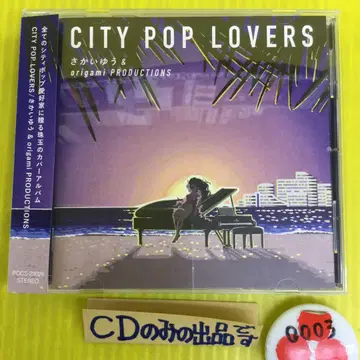 CITY POP LOVERS
さかいゆう &
origami PRODUCTIONS
全てのシティポップ愛好家に贈る珠玉のカバーアルバム
CITY POP LOVERS / さかいゆう & origami PRODUCTIONS
STEREO
CDのみの出品です
0003